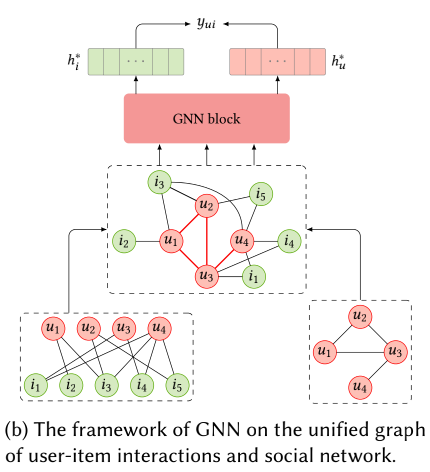 y_{ui}
h_i^* ... ... h_u^*
GNN block
i_3
u_2 i_5
i_2 u_1 u_4 i_4
u_3 i_1
u_1 u_2 u_3 u_4
i_1 i_2 i_3 i_4 i_5
u_2
u_1 u_3
u_4
(b) The framework of GNN on the unified graph
of user-item interactions and social network.